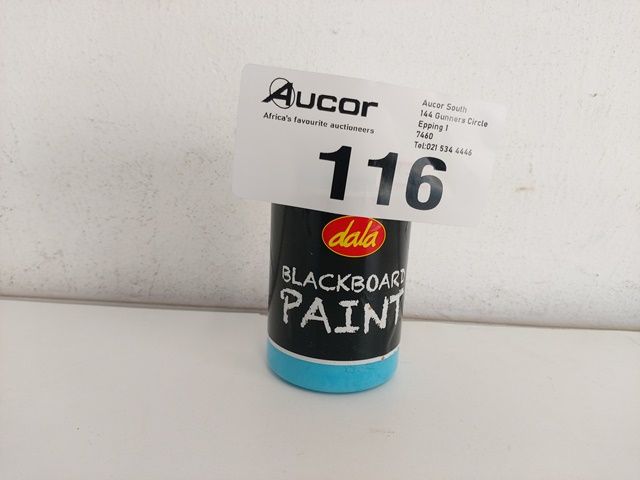 Aucor
Africa's favourite auctioneers
Aucor South
144 Gunners Circle
Epping 1
7460
Tel:021 534 4446
116
dala
BLACKBOARD
PAINT